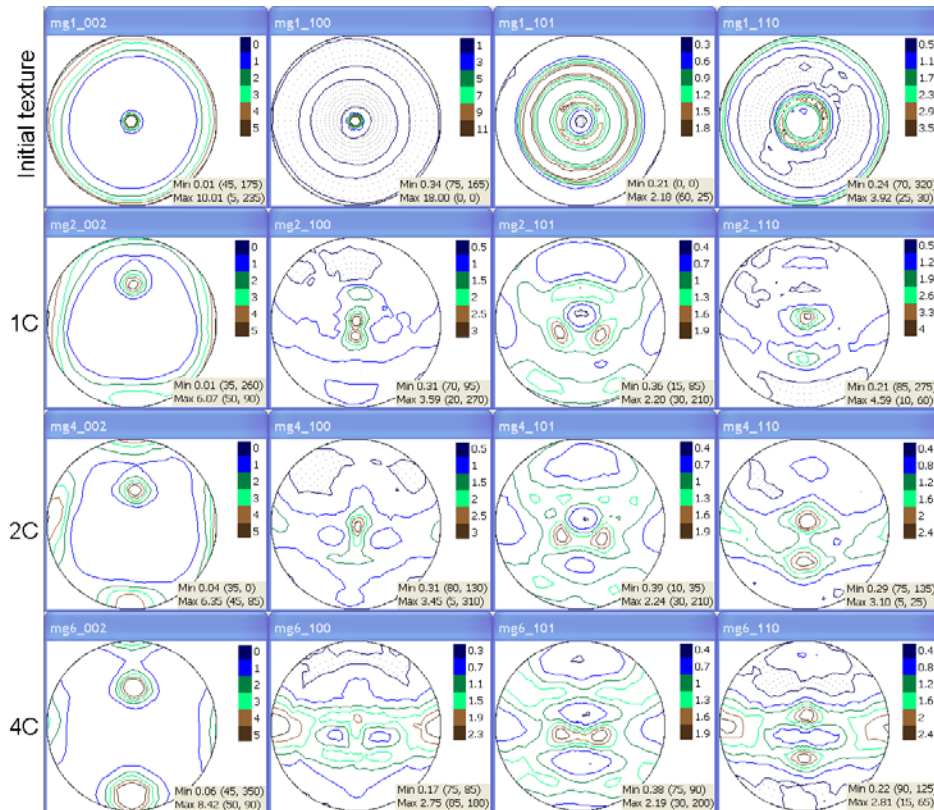 Initial texture
mg1_002
0
1
2
3
4
5
Min 0.01 (45, 175)
Max 10.01 (5, 235)
mg1_100
1
3
5
7
9
11
Min 0.34 (75, 165)
Max 18.00 (0, 0)
mg1_101
0.3
0.6
0.9
1.2
1.5
1.8
Min 0.21 (0, 0)
Max 2.18 (60, 25)
mg1_110
0.5
1.1
1.7
2.3
2.9
3.5
Min 0.24 (70, 320)
Max 3.92 (25, 30)
1C
mg2_002
0
1
2
3
4
5
Min 0.01 (35, 260)
Max 6.07 (50, 90)
mg2_100
0.5
1
1.5
2
2.5
3
Min 0.31 (70, 95)
Max 3.59 (20, 270)
mg2_101
0.4
0.7
1
1.3
1.6
1.9
Min 0.36 (15, 85)
Max 2.20 (30, 210)
mg2_110
0.5
1.2
1.9
2.6
3.3
4
Min 0.21 (85, 275)
Max 4.59 (10, 60)
2C
mg4_002
0
1
2
3
4
5
Min 0.04 (35, 0)
Max 6.35 (45, 85)
mg4_100
0.5
1
1.5
2
2.5
3
Min 0.31 (80, 130)
Max 3.45 (5, 310)
mg4_101
0.4
0.7
1
1.3
1.6
1.9
Min 0.39 (10, 35)
Max 2.24 (30, 210)
mg4_110
0.4
0.8
1.2
1.6
2
2.4
Min 0.29 (75, 135)
Max 3.10 (5, 25)
4C
mg6_002
0
1
2
3
4
5
Min 0.06 (45, 350)
Max 8.42 (50, 90)
mg6_100
0.3
0.7
1.1
1.5
1.9
2.3
Min 0.17 (75, 85)
Max 2.75 (85, 100)
mg6_101
0.4
0.7
1
1.3
1.6
1.9
Min 0.38 (75, 90)
Max 2.19 (30, 200)
mg6_110
0.4
0.8
1.2
1.6
2
2.4
Min 0.22 (90, 125)
Max 2.81 (15, 65)